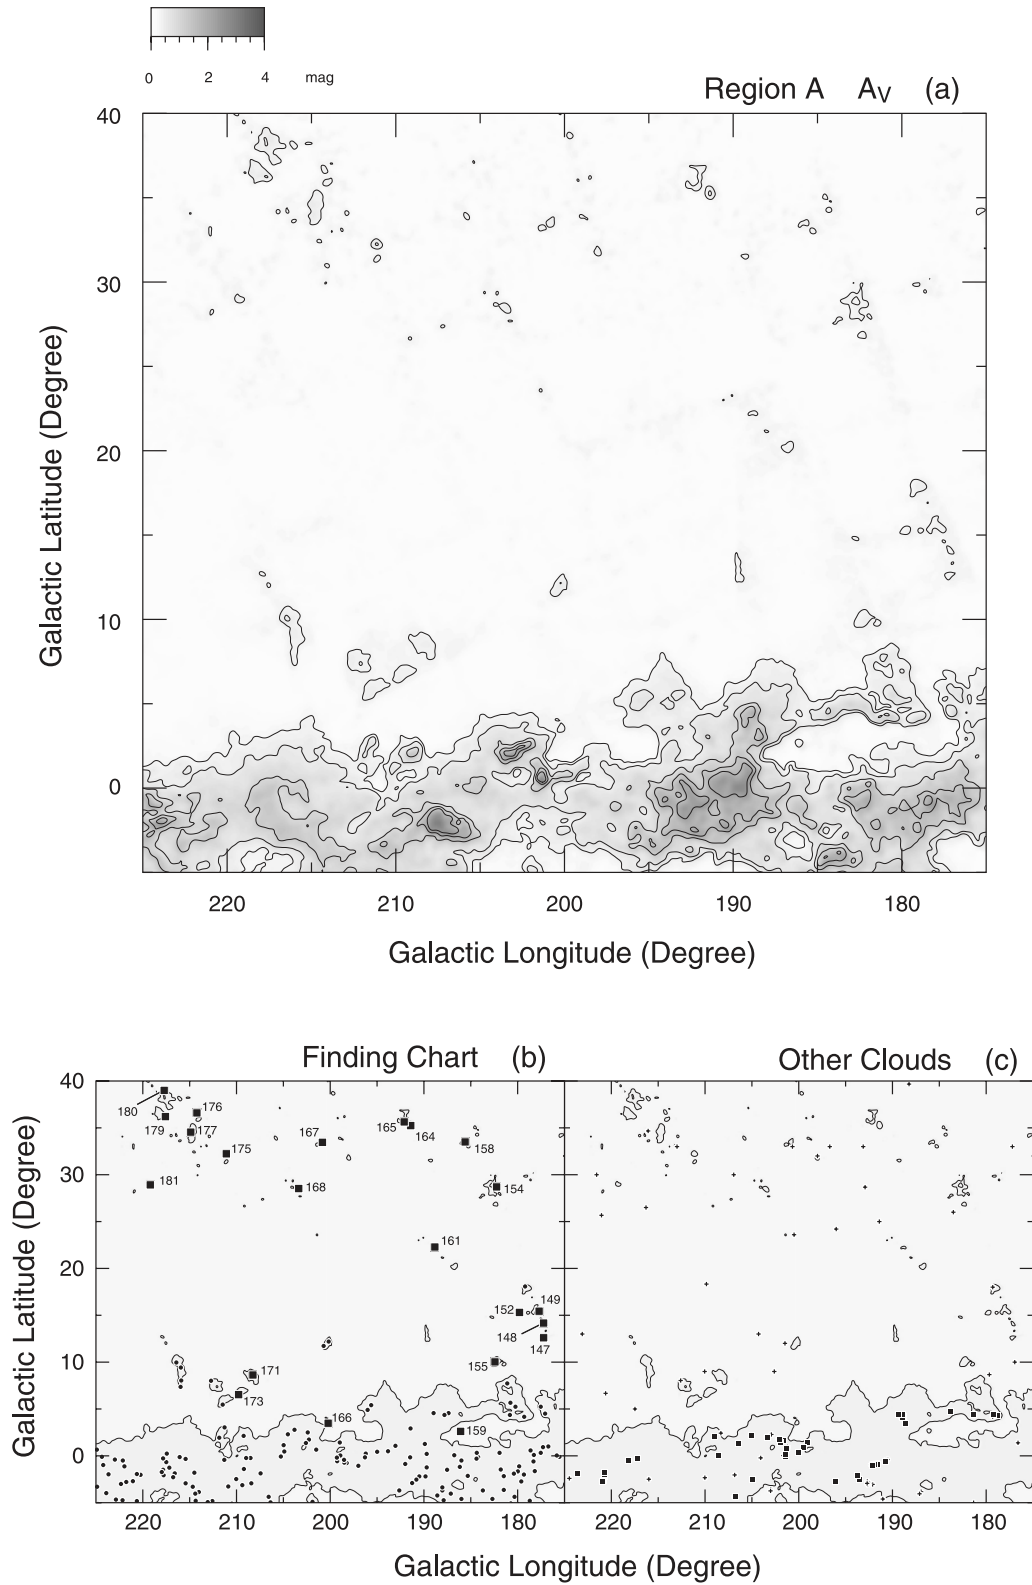 0 2 4 mag
Region A AV (a)
40
30
20
10
0
Galactic Latitude (Degree)
220 210 200 190 180
Galactic Longitude (Degree)
Finding Chart (b)
Other Clouds (c)
40
30
20
10
0
Galactic Latitude (Degree)
180
176
179
177
175
181
167
168
165
164
158
154
161
152
149
148
147
155
171
173
166
159
220 210 200 190 180
220 210 200 190 180
Galactic Longitude (Degree)